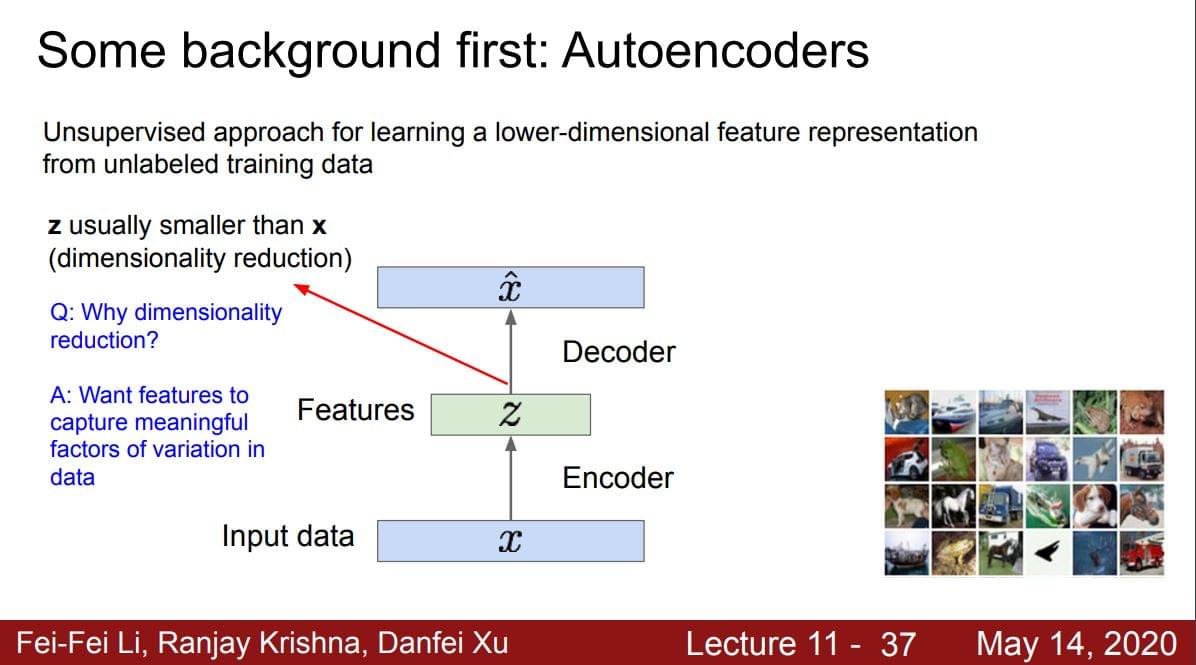 Some background first: Autoencoders
Unsupervised approach for learning a lower-dimensional feature representation
from unlabeled training data
z usually smaller than x
(dimensionality reduction)
Q: Why dimensionality
reduction?
A: Want features to
capture meaningful
factors of variation in
data
x̂
Decoder
Features
z
Encoder
Input data
x
Fei-Fei Li, Ranjay Krishna, Danfei Xu
Lecture 11 - 37
May 14, 2020